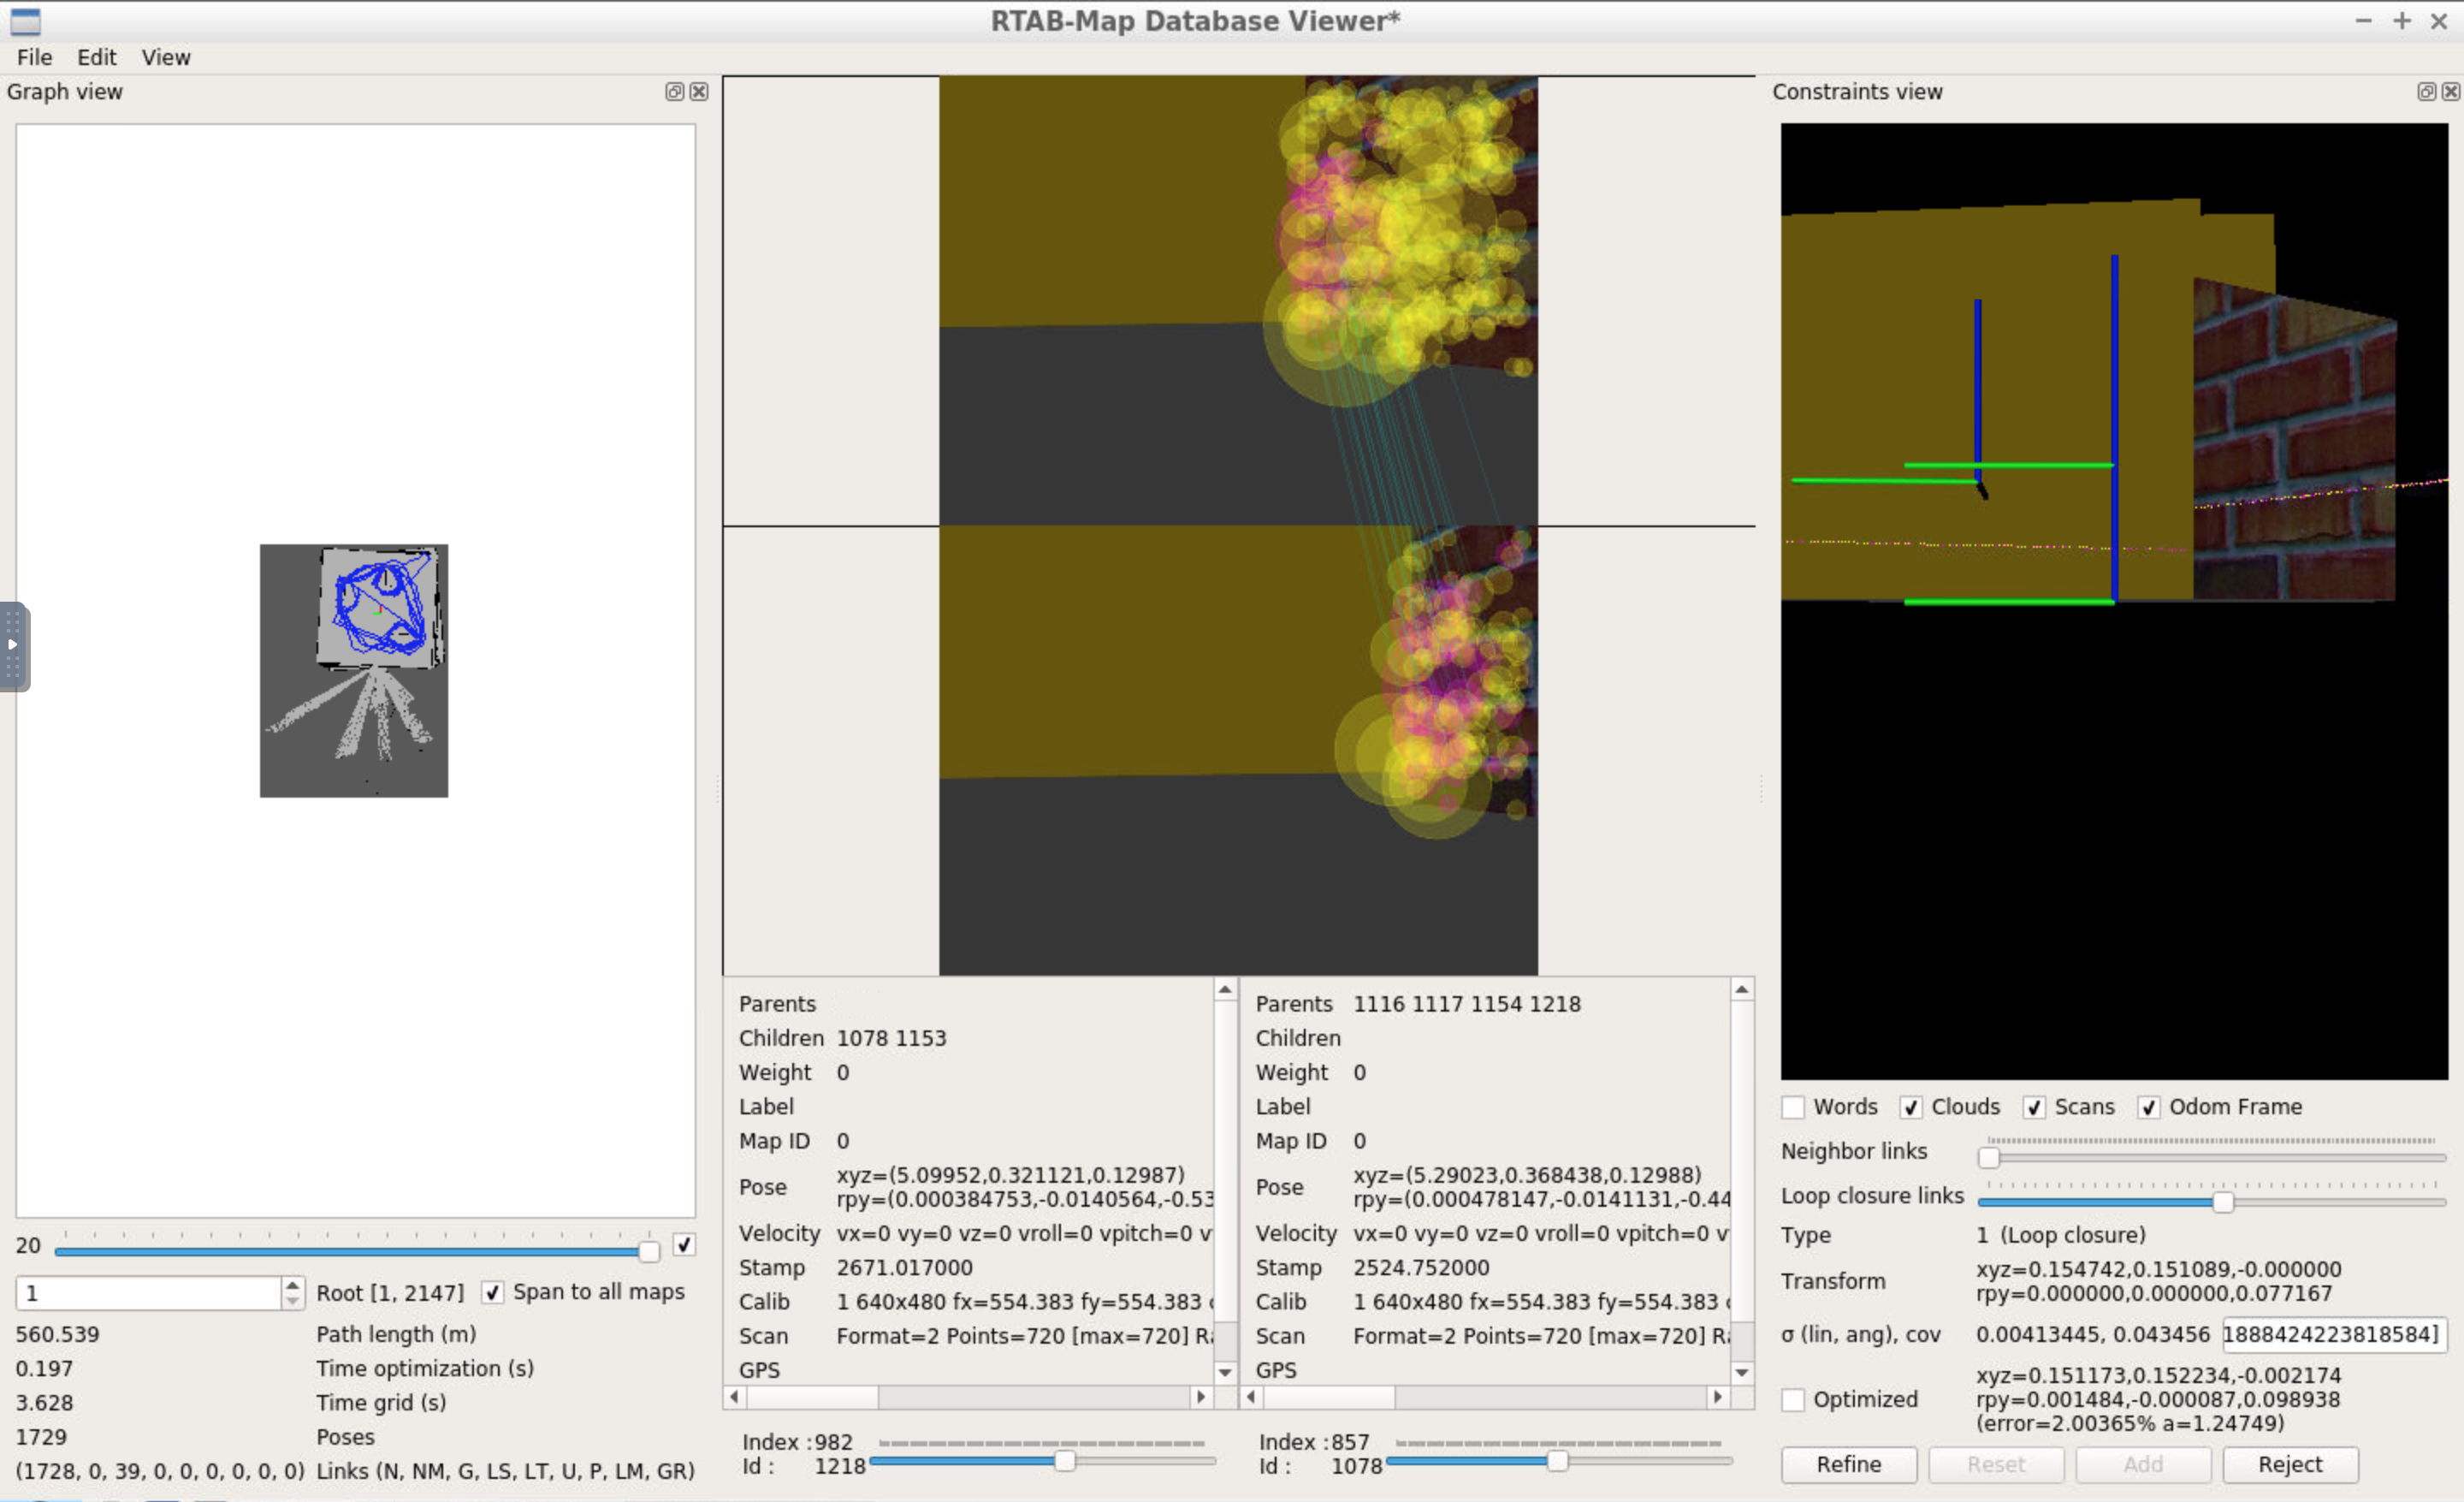 RTAB-Map Database Viewer*
File Edit View
Graph view
20
1 Root [1, 2147] Span to all maps
560.539 Path length (m)
0.197 Time optimization (s)
3.628 Time grid (s)
1729 Poses
(1728, 0, 39, 0, 0, 0, 0, 0, 0) Links (N, NM, G, LS, LT, U, P, LM, GR)
Parents
Children 1078 1153
Weight 0
Label
Map ID 0
Pose xyz=(5.09952,0.321121,0.12987)
rpy=(0.000384753,-0.0140564,-0.53
Velocity vx=0 vy=0 vz=0 vroll=0 vpitch=0 v
Stamp 2671.017000
Calib 1 640x480 fx=554.383 fy=554.383
Scan Format=2 Points=720 [max=720]
GPS
Index :982
Id : 1218
Parents 1116 1117 1154 1218
Children
Weight 0
Label
Map ID 0
Pose xyz=(5.29023,0.368438,0.12988)
rpy=(0.000478147,-0.0141131,-0.44
Velocity vx=0 vy=0 vz=0 vroll=0 vpitch=0 v
Stamp 2524.752000
Calib 1 640x480 fx=554.383 fy=554.383
Scan Format=2 Points=720 [max=720]
GPS
Index :857
Id : 1078
Constraints view
Words Clouds Scans Odom Frame
Neighbor links
Loop closure links
Type 1 (Loop closure)
Transform xyz=0.154742,0.151089,-0.000000
rpy=0.000000,0.000000,0.077167
σ (lin, ang), cov 0.00413445, 0.043456 1888424223818584]
Optimized xyz=0.151173,0.152234,-0.002174
rpy=0.001484,-0.000087,0.098938
(error=2.00365% a=1.24749)
Refine Reset Add Reject